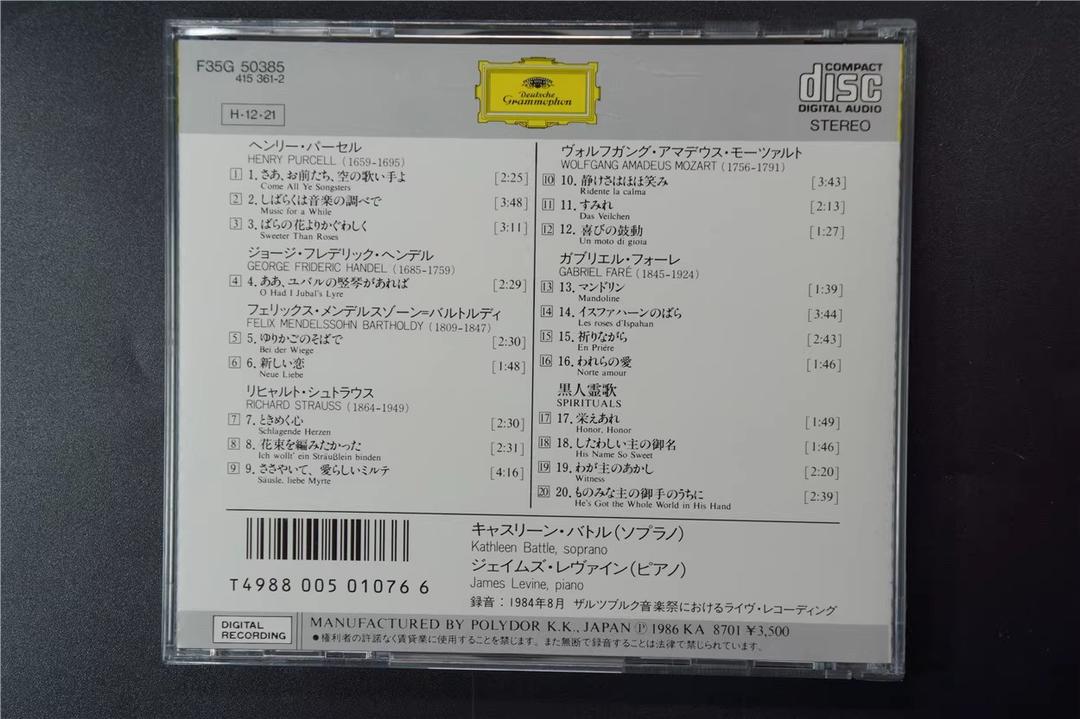 F35G 50385
415 361-2
H-12-21
Deutsche
Grammophon
COMPACT
disc
DIGITAL AUDIO
STEREO
ヘンリー・パーセル
HENRY PURCELL (1659-1695)
1 1. さあ、お前たち、空の歌い手よ [2:25]
Come All Ye Songsters
2 2. しばらくは音楽の調べで [3:48]
Music for a While
3 3. ばらの花よりかぐわしく [3:11]
Sweeter Than Roses
ジョージ・フレデリック・ヘンデル
GEORGE FRIDERIC HANDEL (1685-1759)
4 4. ああ、ユバルの竪琴があれば [2:29]
O Had I Jubal's Lyre
フェリックス・メンデルスゾーン=バルトルディ
FELIX MENDELSSOHN BARTHOLDY (1809-1847)
5 5. ゆりかごのそばで [2:30]
Bei der Wiege
6 6. 新しい恋 [1:48]
Neue Liebe
リヒャルト・シュトラウス
RICHARD STRAUSS (1864-1949)
7 7. ときめく心 [2:30]
Schlagende Herzen
8 8. 花束を編みたかった [2:31]
Ich wollt' ein Sträußlein binden
9 9. ささやいて、愛らしいミルテ [4:16]
Säusle, liebe Myrte
ヴォルフガング・アマデウス・モーツァルト
WOLFGANG AMADEUS MOZART (1756-1791)
10 10. 静けさはほほ笑み [3:43]
Ridente la calma
11 11. すみれ [2:13]
Das Veilchen
12 12. 喜びの鼓動 [1:27]
Un moto di gioia
ガブリエル・フォーレ
GABRIEL FARÉ (1845-1924)
13 13. マンドリン [1:39]
Mandoline
14 14. イスファハーンのばら [3:44]
Les roses d'Ispahan
15 15. 祈りながら [2:43]
En Priére
16 16. われらの愛 [1:46]
Norte amour
黒人霊歌
SPIRITUALS
17 17. 栄えあれ [1:49]
Honor, Honor
18 18. したわしい主の御名 [1:46]
His Name So Sweet
19 19. わが主のあかし [2:20]
Witness
20 20. ものみな主の御手のうちに [2:39]
He's Got the Whole World in His Hand
T4988 005 01076 6
キャスリーン・バトル(ソプラノ)
Kathleen Battle, soprano
ジェイムズ・レヴァイン(ピアノ)
James Levine, piano
録音：1984年8月 ザルツブルク音楽祭におけるライヴ・レコーディング
DIGITAL
RECORDING
MANUFACTURED BY POLYDOR K.K., JAPAN Ⓟ 1986 KA 8701 ¥3,500
●権利者の許諾なく賃貸業に使用することを禁じます。また無断で録音することは法律で禁じられています。